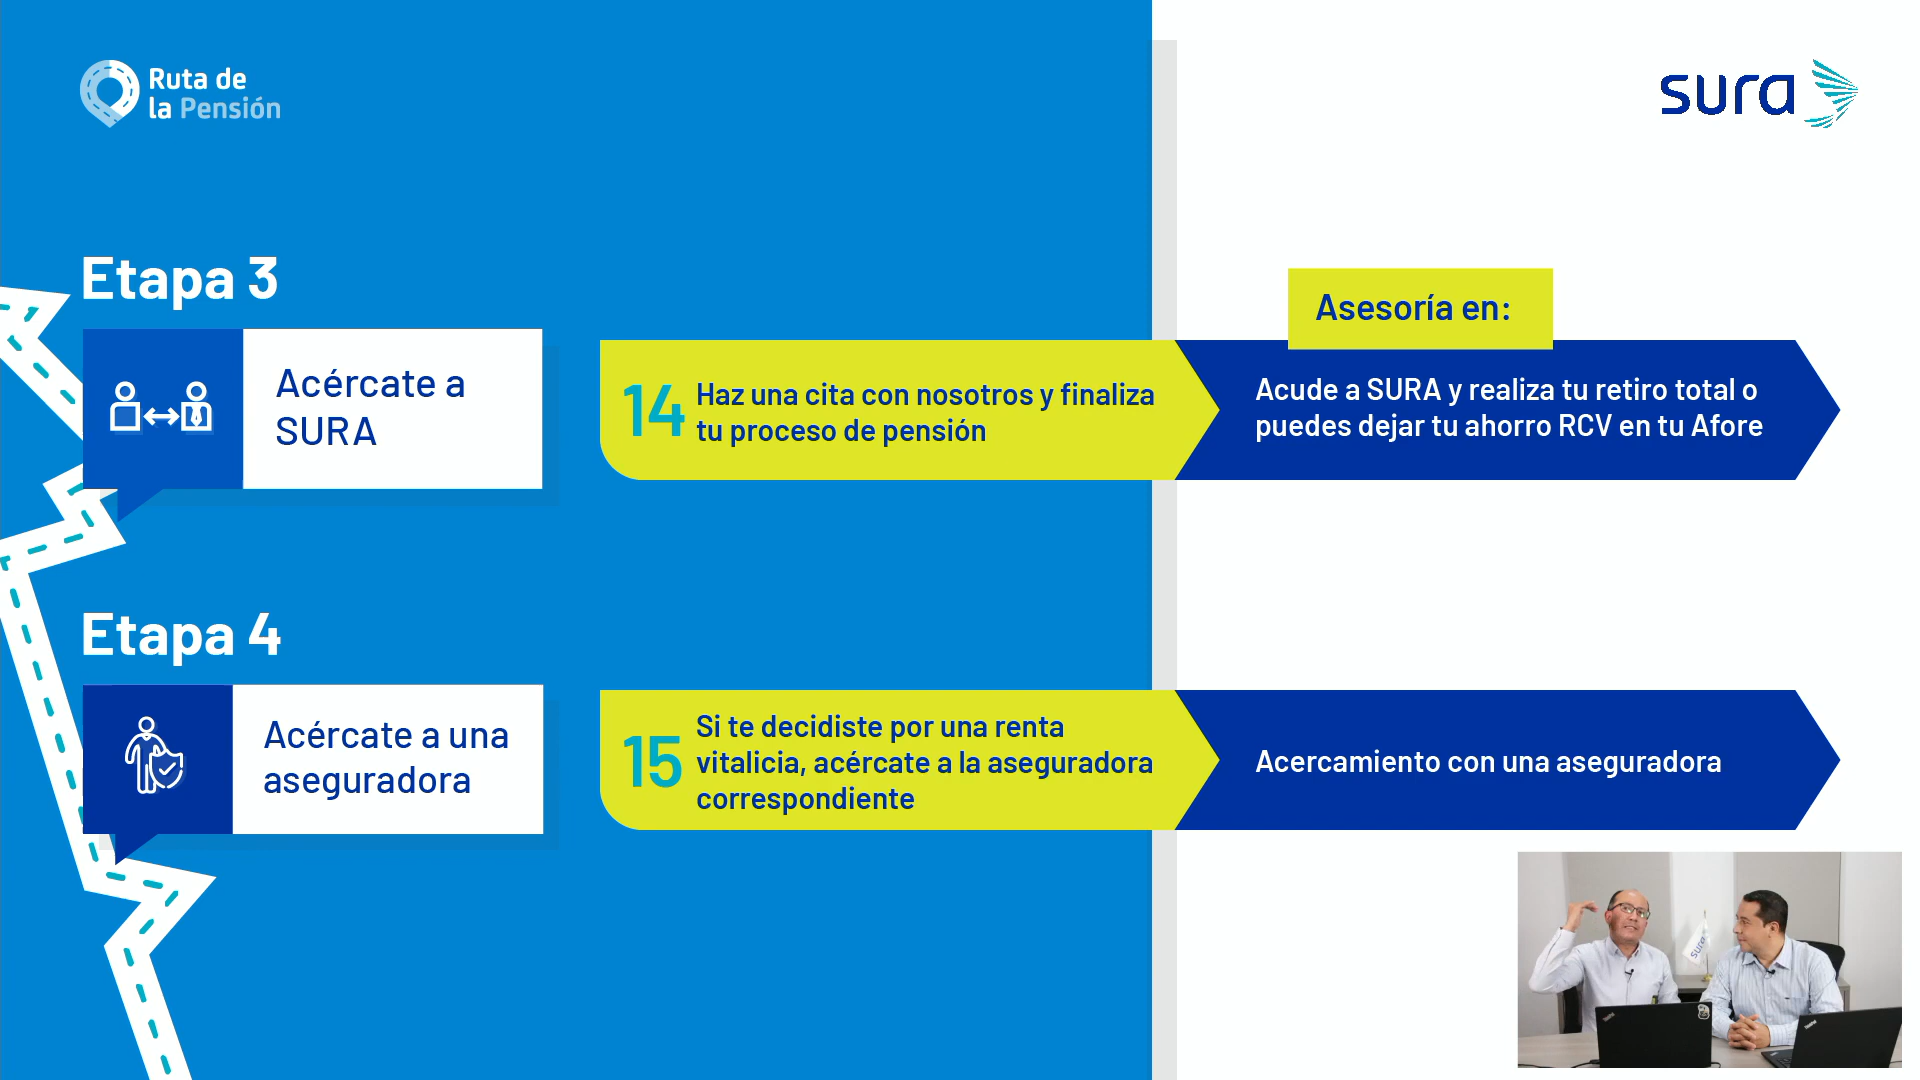 Ruta de
la Pensión
sura
Etapa 3
Acércate a
SURA
14
Haz una cita con nosotros y finaliza
tu proceso de pensión
Asesoría en:
Acude a SURA y realiza tu retiro total o
puedes dejar tu ahorro RCV en tu Afore
Etapa 4
Acércate a una
aseguradora
15
Si te decidiste por una renta
vitalicia, acércate a la aseguradora
correspondiente
Acercamiento con una aseguradora
sura
ThinkPad
ThinkPad